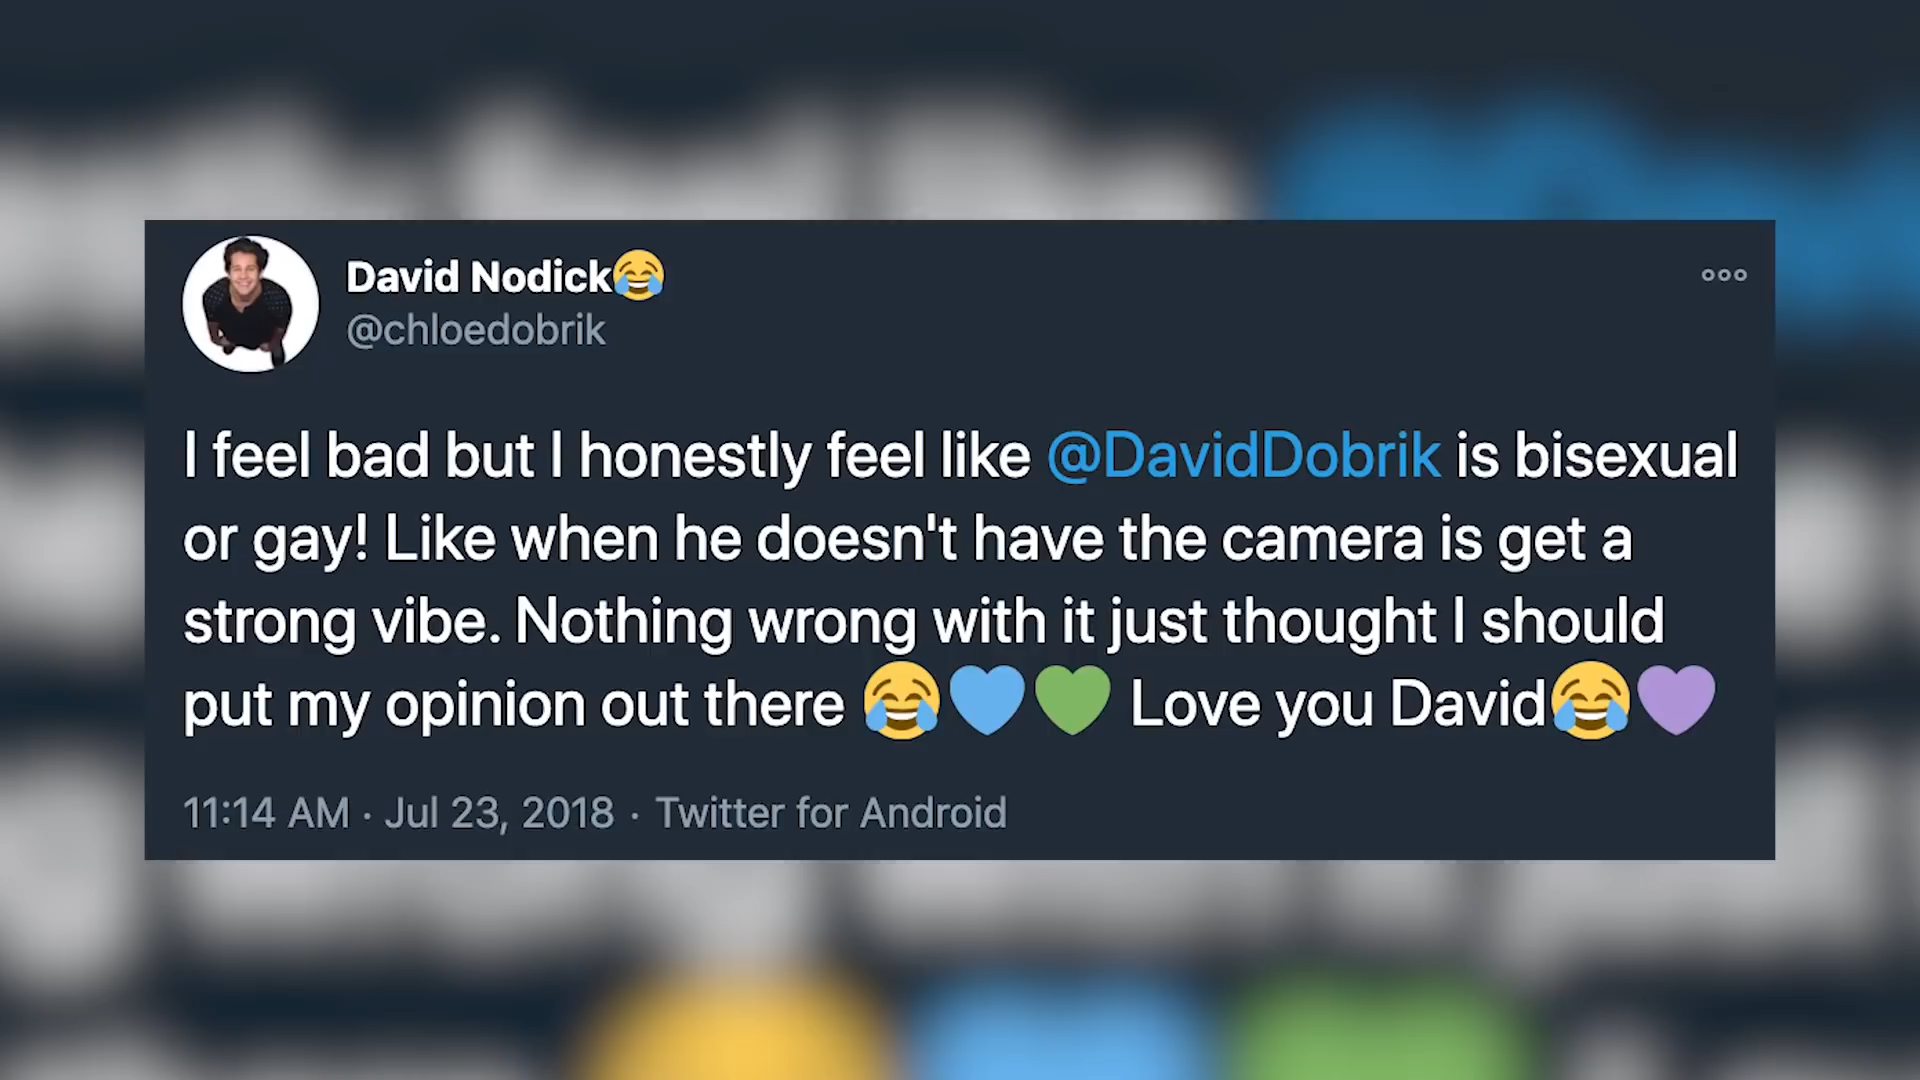 David Nodick😂
@chloedobrik
I feel bad but I honestly feel like @DavidDobrik is bisexual
or gay! Like when he doesn't have the camera is get a
strong vibe. Nothing wrong with it just thought I should
put my opinion out there 😂💙💚 Love you David😂💜
11:14 AM · Jul 23, 2018 · Twitter for Android